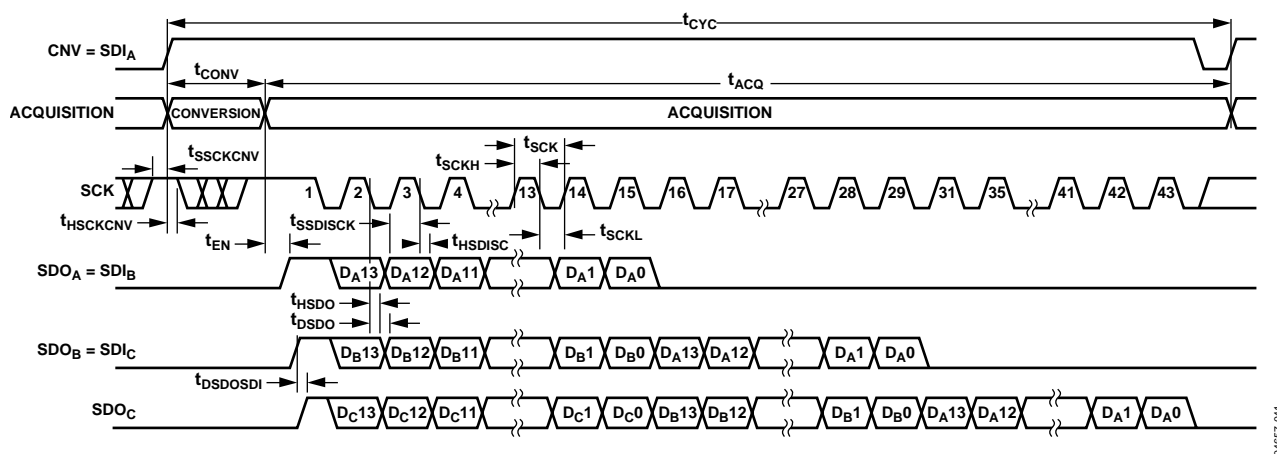 tCYC
CNV = SDIA
tCONV
tACQ
ACQUISITION CONVERSION ACQUISITION
tSSCKCNV
tSCK
tSCKH
SCK 1 2 3 4 13 14 15 16 17 27 28 29 31 35 41 42 43
tHSCKCNV
tSSDISCK
tEN
tHSDISC
tSCKL
SDOA = SDIB DA13 DA12 DA11 DA1 DA0
tHSDO
tDSDO
SDOB = SDIC DB13 DB12 DB11 DB1 DB0 DA13 DA12 DA1 DA0
tDSDOSDI
SDOC DC13 DC12 DC11 DC1 DC0 DB13 DB12 DB1 DB0 DA13 DA12 DA1 DA0